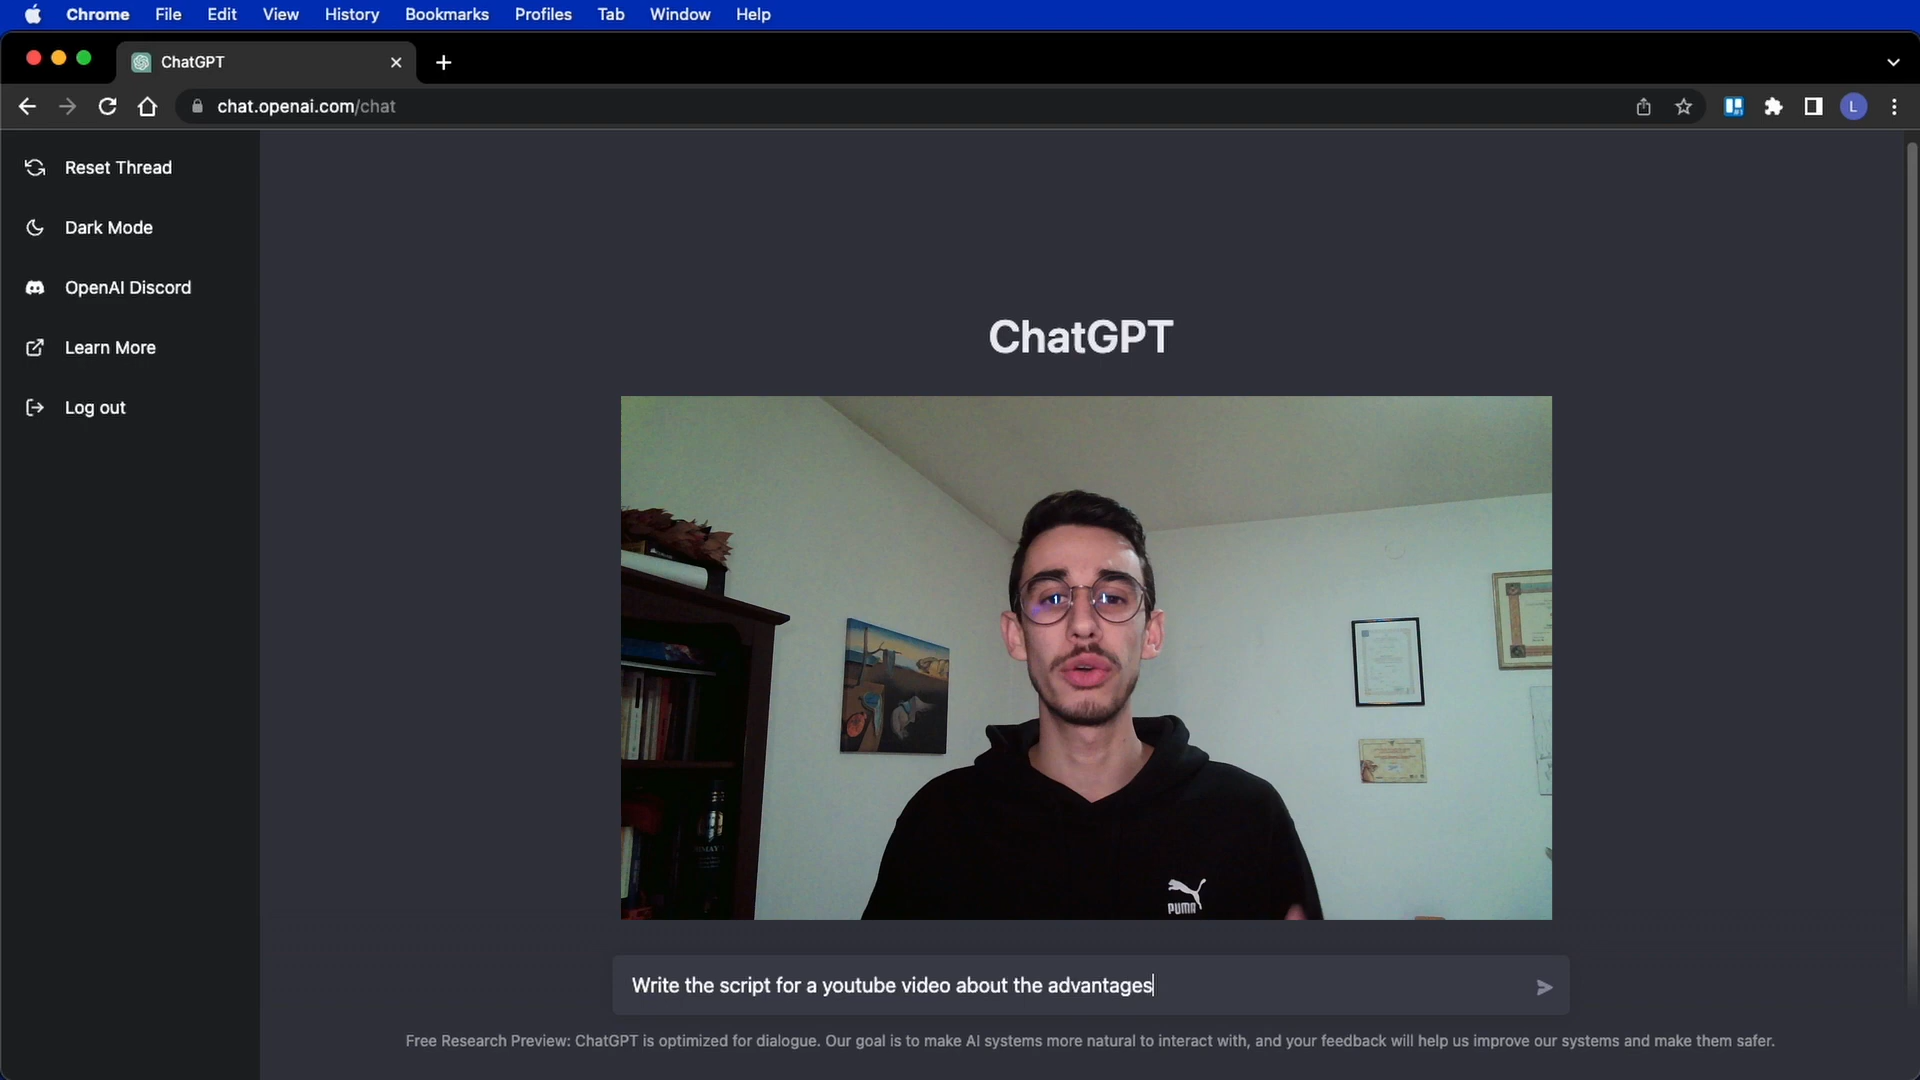 Chrome File Edit View History Bookmarks Profiles Tab Window Help
ChatGPT
chat.openai.com/chat
L
Reset Thread
Dark Mode
OpenAI Discord
Learn More
Log out
ChatGPT
PUMA
Write the script for a youtube video about the advantages
Free Research Preview: ChatGPT is optimized for dialogue. Our goal is to make AI systems more natural to interact with, and your feedback will help us improve our systems and make them safer.